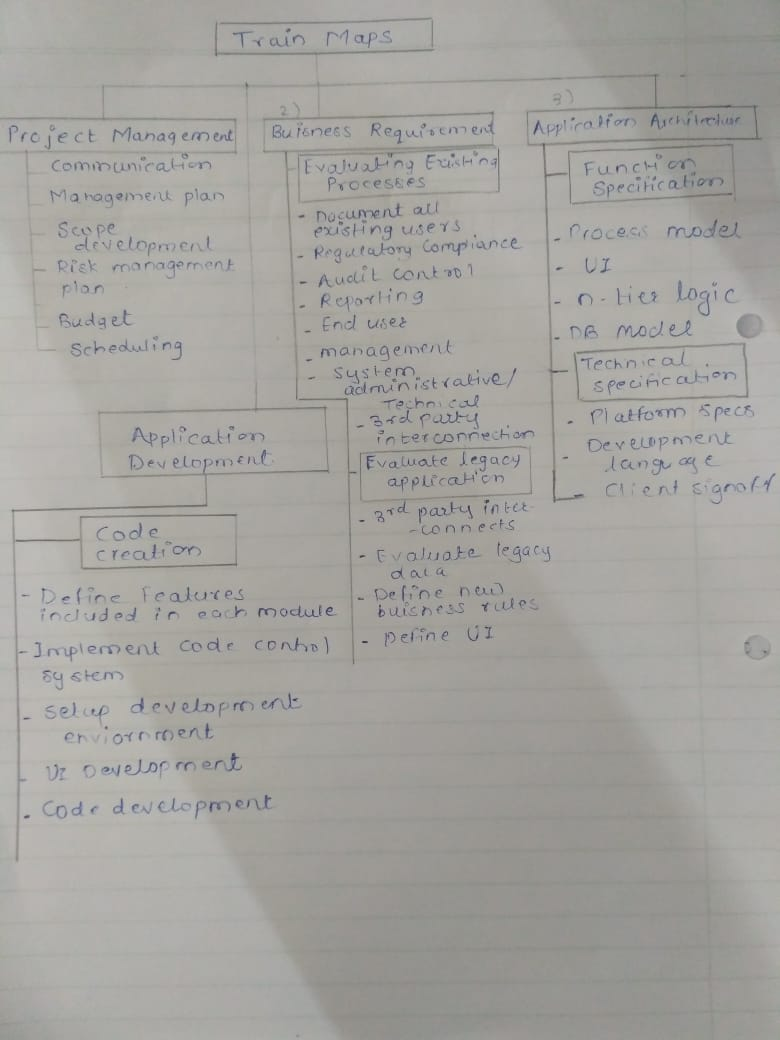 Train Maps
Project Management
Communication
Management plan
Scope
development
Risk management
plan
Budget
Scheduling
2)
Buisness Requirement
Evaluating Existing
Processes
- Document all
existing users
- Regulatory Compliance
- Audit control
- Reporting
- End user
- management
- System
administrative/
Technical
- 3rd party
interconnection
Evaluate legacy
application
- 3rd party inter-
-connects
- Evaluate legacy
data
- Define new
buisness rules
- Define UI
3)
Application Architecture
Function
Specification
- Process model
- UI
- n-tier logic
- DB model
Technical
specification
- Platform specs
- Development
language
- Client signoff
Application
Development
Code
creation
- Define Features
included in each module
- Implement code control
system
- Setup development
enviornment
- UI Development
- Code development